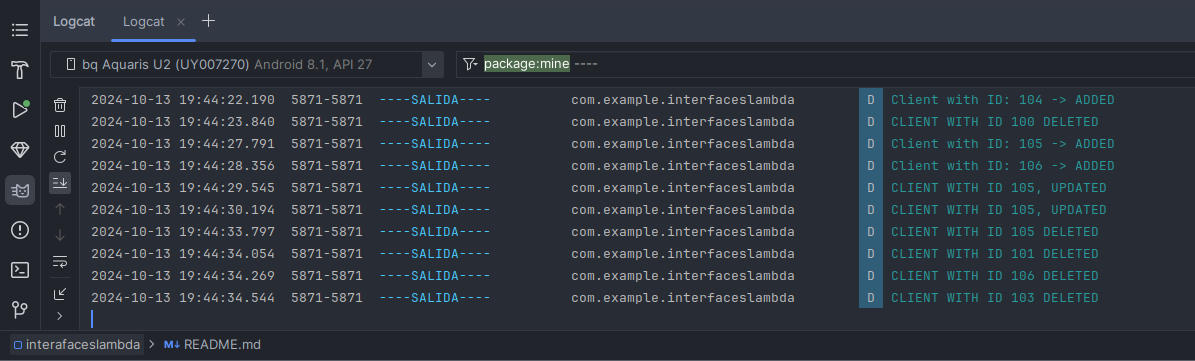 Logcat Logcat × +
bq Aquaris U2 (UY007270) Android 8.1, API 27 package:mine ----
2024-10-13 19:44:22.190 5871-5871 ----SALIDA---- com.example.interfaceslambda D Client with ID: 104 -> ADDED
2024-10-13 19:44:23.840 5871-5871 ----SALIDA---- com.example.interfaceslambda D CLIENT WITH ID 100 DELETED
2024-10-13 19:44:27.791 5871-5871 ----SALIDA---- com.example.interfaceslambda D Client with ID: 105 -> ADDED
2024-10-13 19:44:28.356 5871-5871 ----SALIDA---- com.example.interfaceslambda D Client with ID: 106 -> ADDED
2024-10-13 19:44:29.545 5871-5871 ----SALIDA---- com.example.interfaceslambda D CLIENT WITH ID 105, UPDATED
2024-10-13 19:44:30.194 5871-5871 ----SALIDA---- com.example.interfaceslambda D CLIENT WITH ID 105, UPDATED
2024-10-13 19:44:33.797 5871-5871 ----SALIDA---- com.example.interfaceslambda D CLIENT WITH ID 105 DELETED
2024-10-13 19:44:34.054 5871-5871 ----SALIDA---- com.example.interfaceslambda D CLIENT WITH ID 101 DELETED
2024-10-13 19:44:34.269 5871-5871 ----SALIDA---- com.example.interfaceslambda D CLIENT WITH ID 106 DELETED
2024-10-13 19:44:34.544 5871-5871 ----SALIDA---- com.example.interfaceslambda D CLIENT WITH ID 103 DELETED
interafaceslambda > M↓ README.md